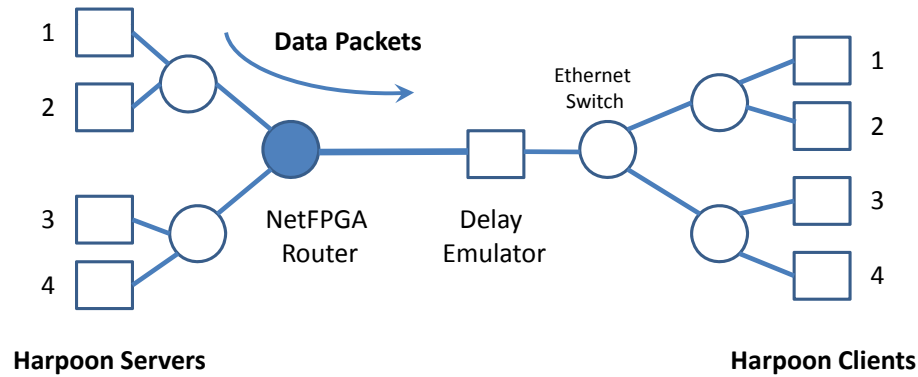 1
Data Packets
2
3
4
NetFPGA
Router
Delay
Emulator
Ethernet
Switch
1
2
3
4
Harpoon Servers
Harpoon Clients